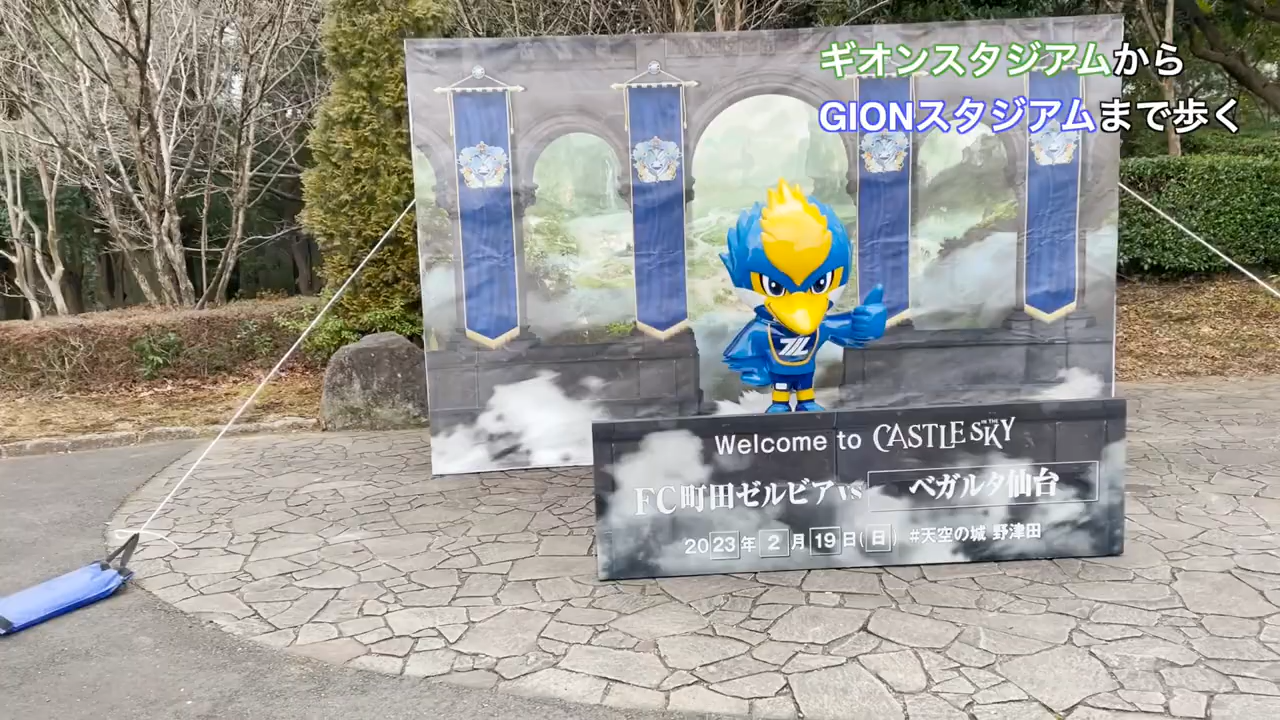 ギオンスタジアムから
GIONスタジアムまで歩く
Welcome to CASTLE IN THE SKY
FC町田ゼルビア vs ベガルタ仙台
2023年 2月 19日(日) #天空の城 野津田